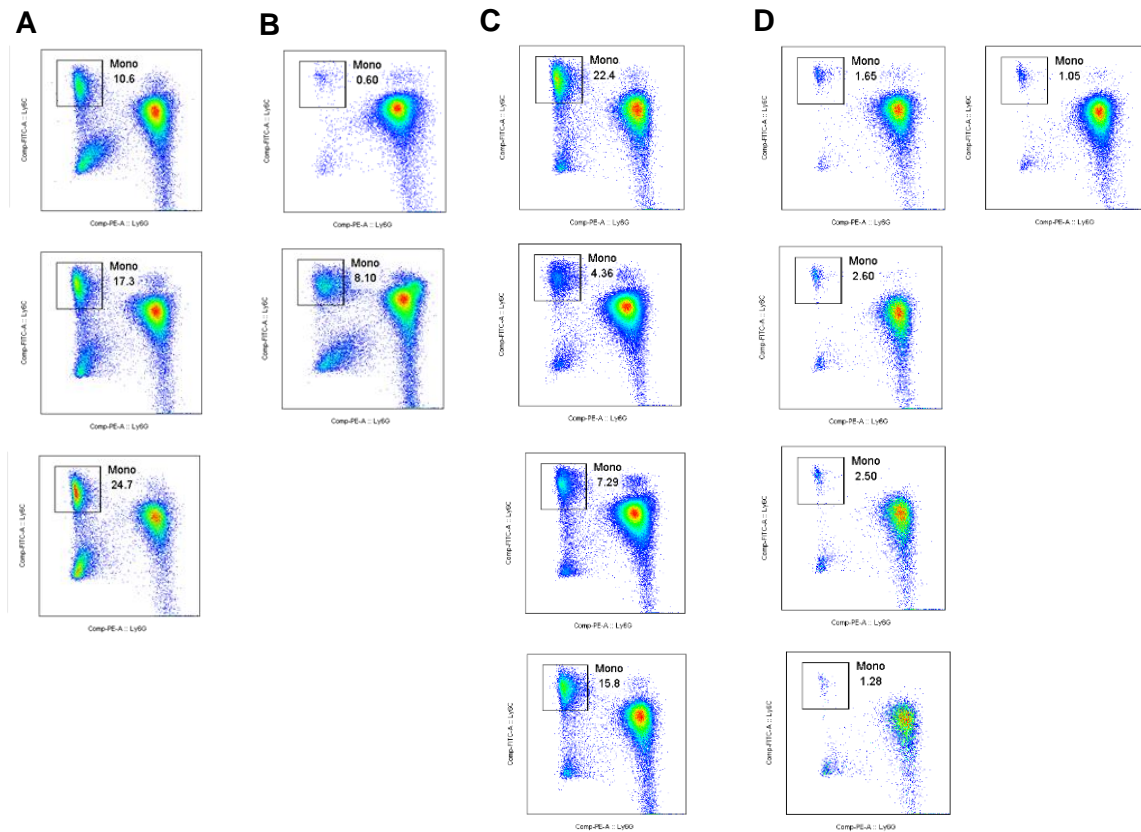 A
B
C
D
Comp-FITC-A :: Ly6C
Mono
10.6
Comp-PE-A :: Ly6G
Comp-FITC-A :: Ly6C
Mono
0.60
Comp-PE-A :: Ly6G
Comp-FITC-A :: Ly6C
Mono
22.4
Comp-PE-A :: Ly6G
Comp-FITC-A :: Ly6C
Mono
1.65
Comp-PE-A :: Ly6G
Comp-FITC-A :: Ly6C
Mono
1.05
Comp-PE-A :: Ly6G
Comp-FITC-A :: Ly6C
Mono
17.3
Comp-PE-A :: Ly6G
Comp-FITC-A :: Ly6C
Mono
8.10
Comp-PE-A :: Ly6G
Comp-FITC-A :: Ly6C
Mono
4.36
Comp-PE-A :: Ly6G
Comp-FITC-A :: Ly6C
Mono
2.60
Comp-PE-A :: Ly6G
Comp-FITC-A :: Ly6C
Mono
24.7
Comp-PE-A :: Ly6G
Comp-FITC-A :: Ly6C
Mono
7.29
Comp-PE-A :: Ly6G
Comp-FITC-A :: Ly6C
Mono
2.50
Comp-PE-A :: Ly6G
Comp-FITC-A :: Ly6C
Mono
15.8
Comp-PE-A :: Ly6G
Comp-FITC-A :: Ly6C
Mono
1.28
Comp-PE-A :: Ly6G